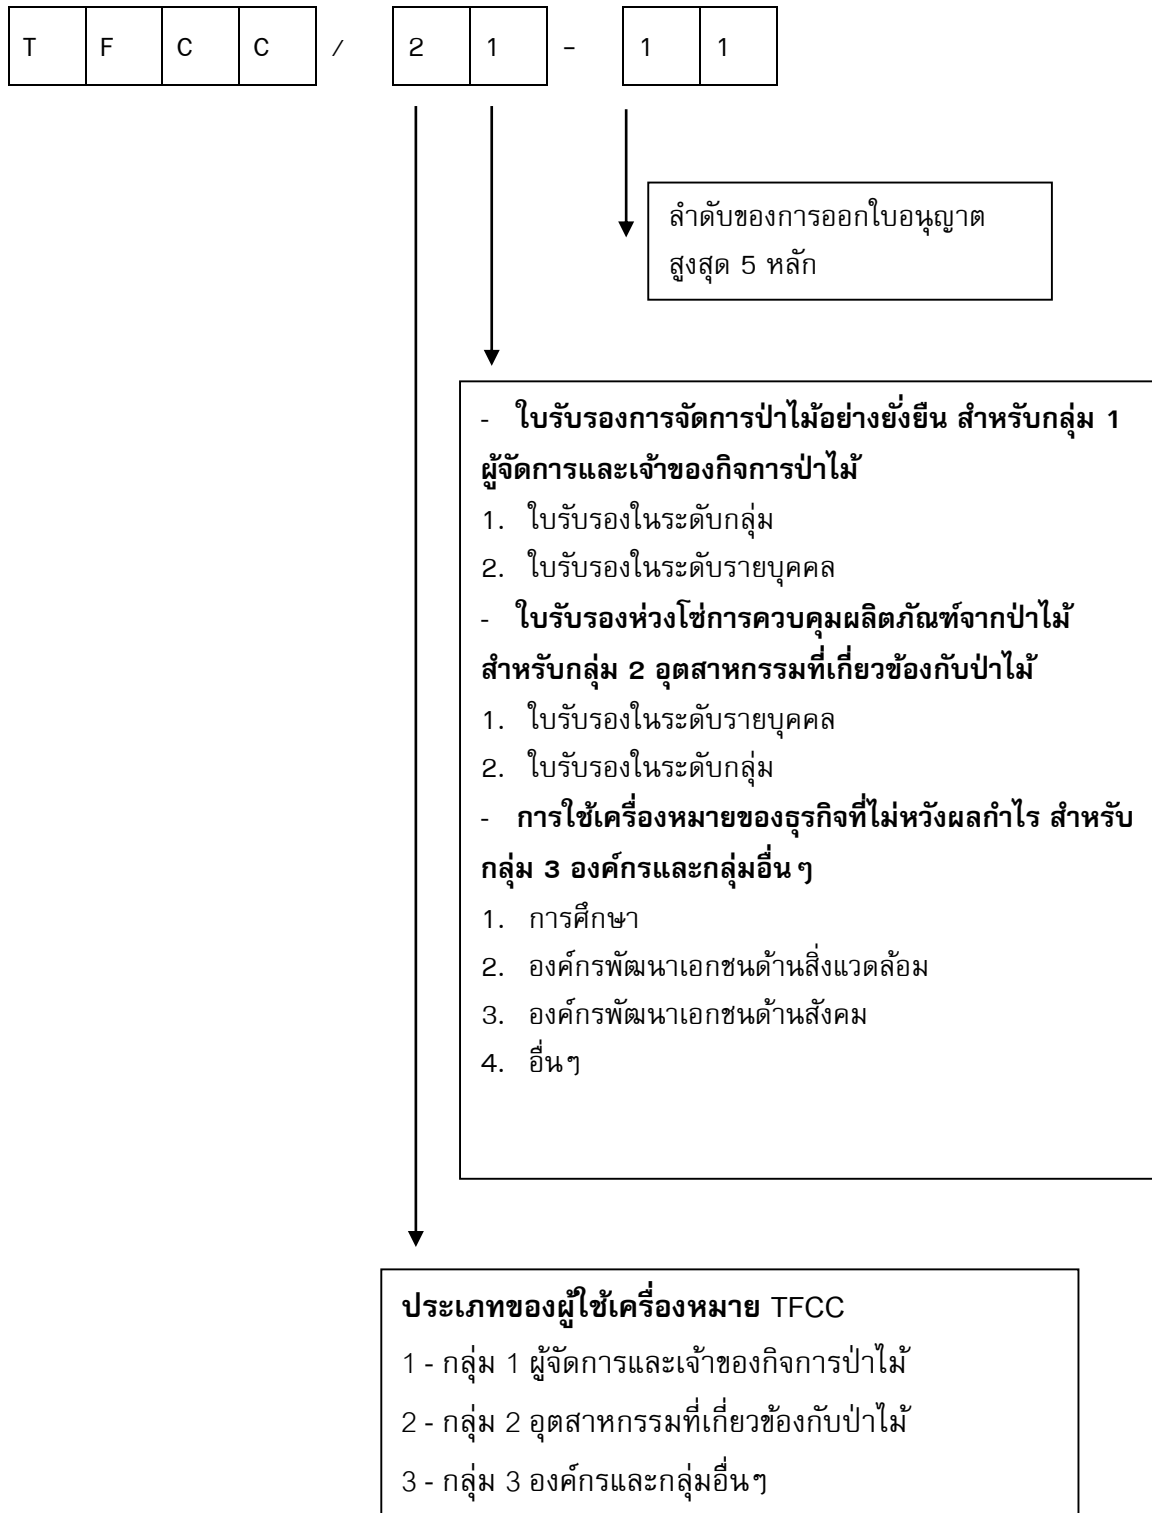 T F C C / 2 1 - 1 1
ลำดับของการออกใบอนุญาต
สูงสุด 5 หลัก
- ใบรับรองการจัดการป่าไม้อย่างยั่งยืน สำหรับกลุ่ม 1
ผู้จัดการและเจ้าของกิจการป่าไม้
1. ใบรับรองในระดับกลุ่ม
2. ใบรับรองในระดับรายบุคคล
- ใบรับรองห่วงโซ่การควบคุมผลิตภัณฑ์จากป่าไม้
สำหรับกลุ่ม 2 อุตสาหกรรมที่เกี่ยวข้องกับป่าไม้
1. ใบรับรองในระดับรายบุคคล
2. ใบรับรองในระดับกลุ่ม
- การใช้เครื่องหมายของธุรกิจที่ไม่หวังผลกำไร สำหรับ
กลุ่ม 3 องค์กรและกลุ่มอื่นๆ
1. การศึกษา
2. องค์กรพัฒนาเอกชนด้านสิ่งแวดล้อม
3. องค์กรพัฒนาเอกชนด้านสังคม
4. อื่นๆ
ประเภทของผู้ใช้เครื่องหมาย TFCC
1 - กลุ่ม 1 ผู้จัดการและเจ้าของกิจการป่าไม้
2 - กลุ่ม 2 อุตสาหกรรมที่เกี่ยวข้องกับป่าไม้
3 - กลุ่ม 3 องค์กรและกลุ่มอื่นๆ